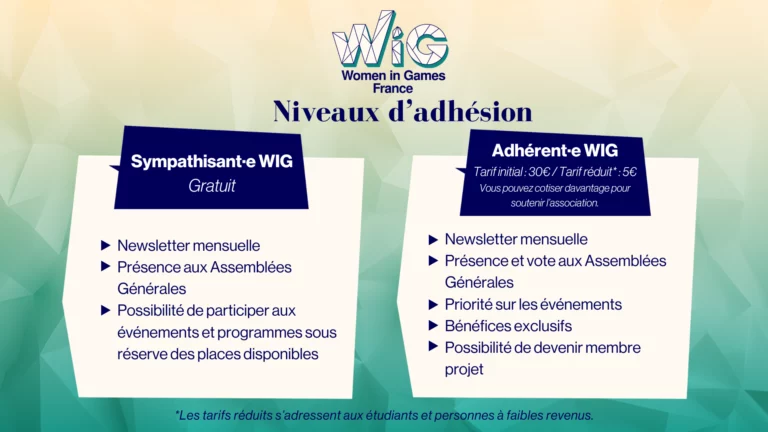 WiG
Women in Games
France
Niveaux d’adhésion
Sympathisant·e WIG
Gratuit
Newsletter mensuelle
Présence aux Assemblées
Générales
Possibilité de participer aux
événements et programmes sous
réserve des places disponibles
Adhérent·e WIG
Tarif initial : 30€ / Tarif réduit* : 5€
Vous pouvez cotiser davantage pour
soutenir l’association.
Newsletter mensuelle
Présence et vote aux Assemblées
Générales
Priorité sur les événements
Bénéfices exclusifs
Possibilité de devenir membre
projet
*Les tarifs réduits s’adressent aux étudiants et personnes à faibles revenus.